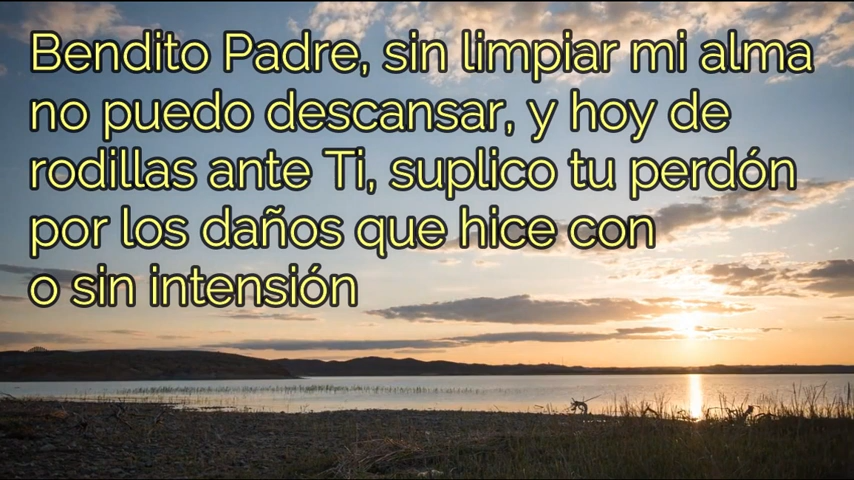 Bendito Padre, sin limpiar mi alma
no puedo descansar, y hoy de
rodillas ante Ti, suplico tu perdón
por los daños que hice con
o sin intensión